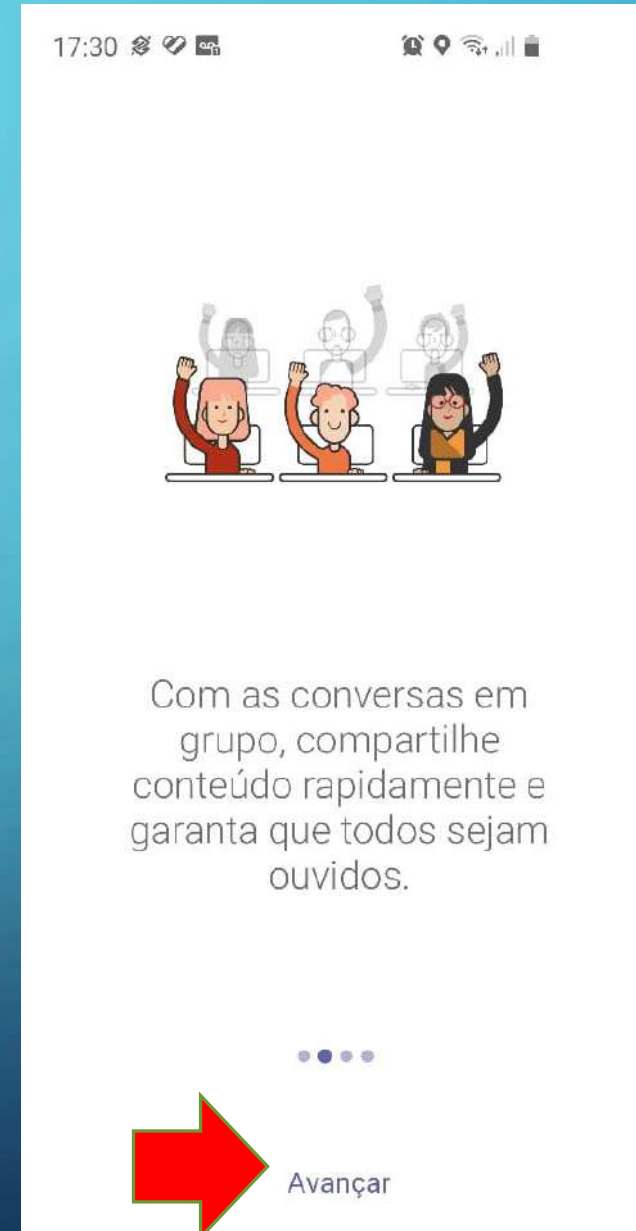 17:30
Com as conversas em
grupo, compartilhe
conteúdo rapidamente e
garanta que todos sejam
ouvidos.
Avançar